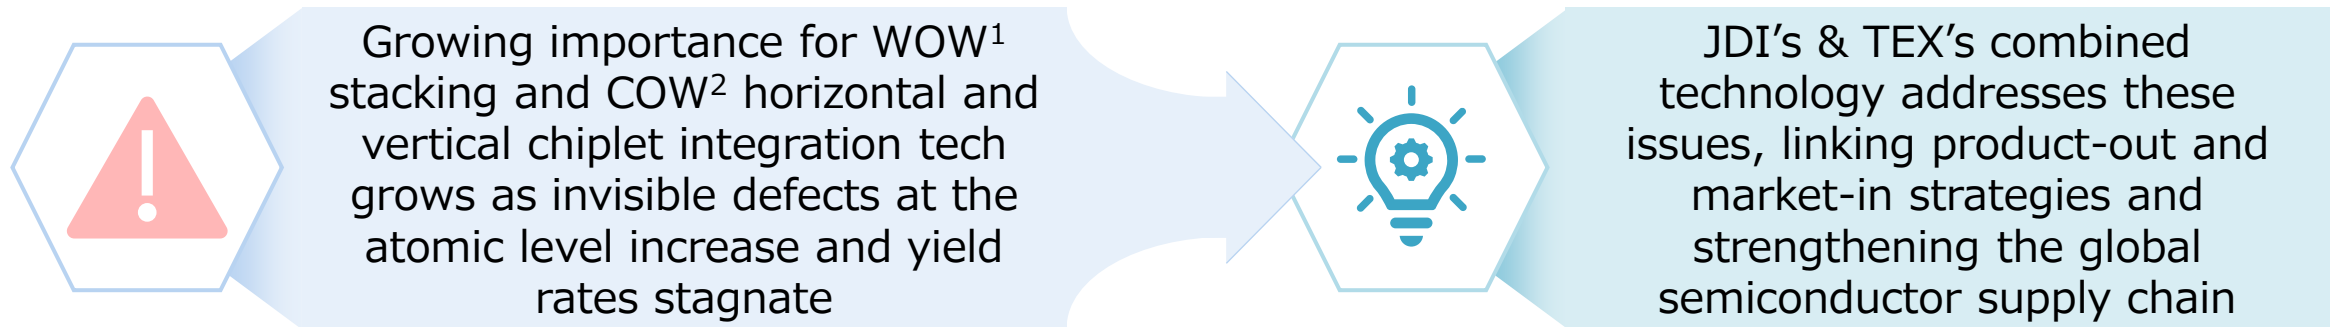 Growing importance for WOW¹
stacking and COW² horizontal and
vertical chiplet integration tech
grows as invisible defects at the
atomic level increase and yield
rates stagnate
JDI’s & TEX’s combined
technology addresses these
issues, linking product-out and
market-in strategies and
strengthening the global
semiconductor supply chain